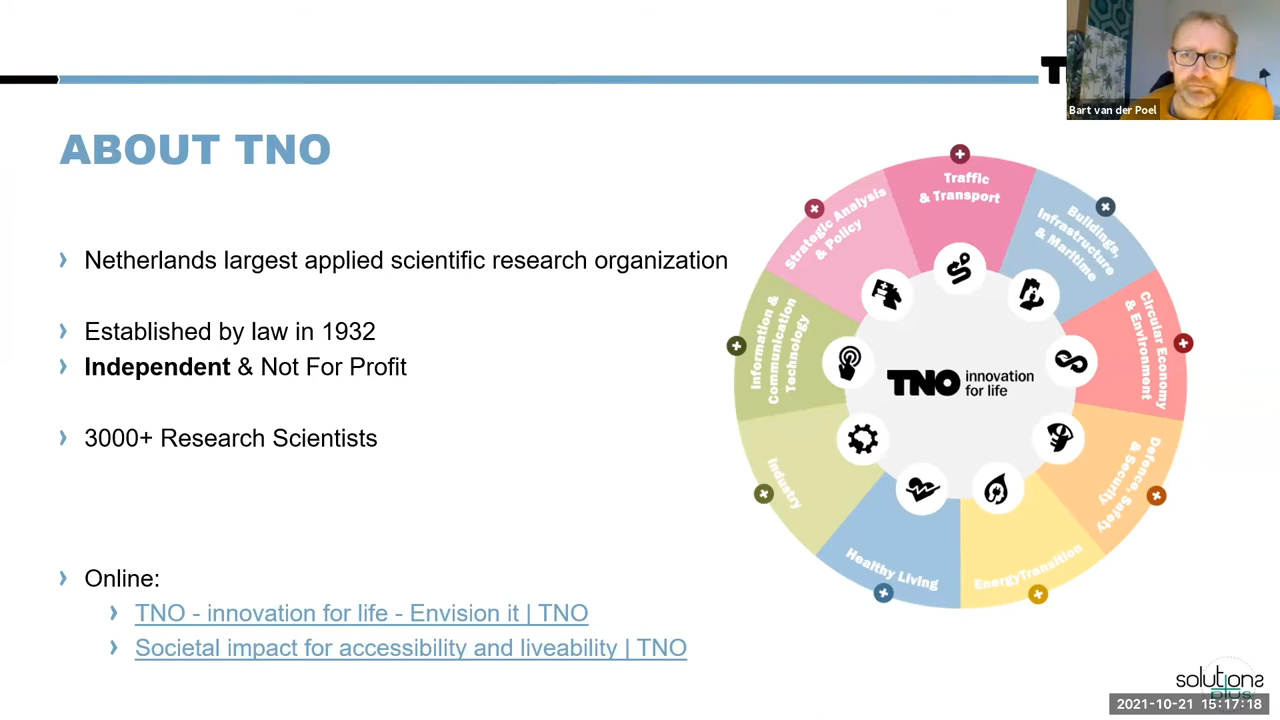 Bart van der Poel
ABOUT TNO
Netherlands largest applied scientific research organization
Established by law in 1932
Independent & Not For Profit
3000+ Research Scientists
Online:
TNO - innovation for life - Envision it | TNO
Societal impact for accessibility and liveability | TNO
Traffic
& Transport
Buildings,
Infrastructure
& Maritime
Circular Economy
& Environment
Defence, Safety
& Security
EnergyTransition
Healthy Living
Industry
Information &
Communication
Technology
Strategic Analysis
& Policy
TNO innovation
for life
solutions
plus
2021-10-21 15:17:18